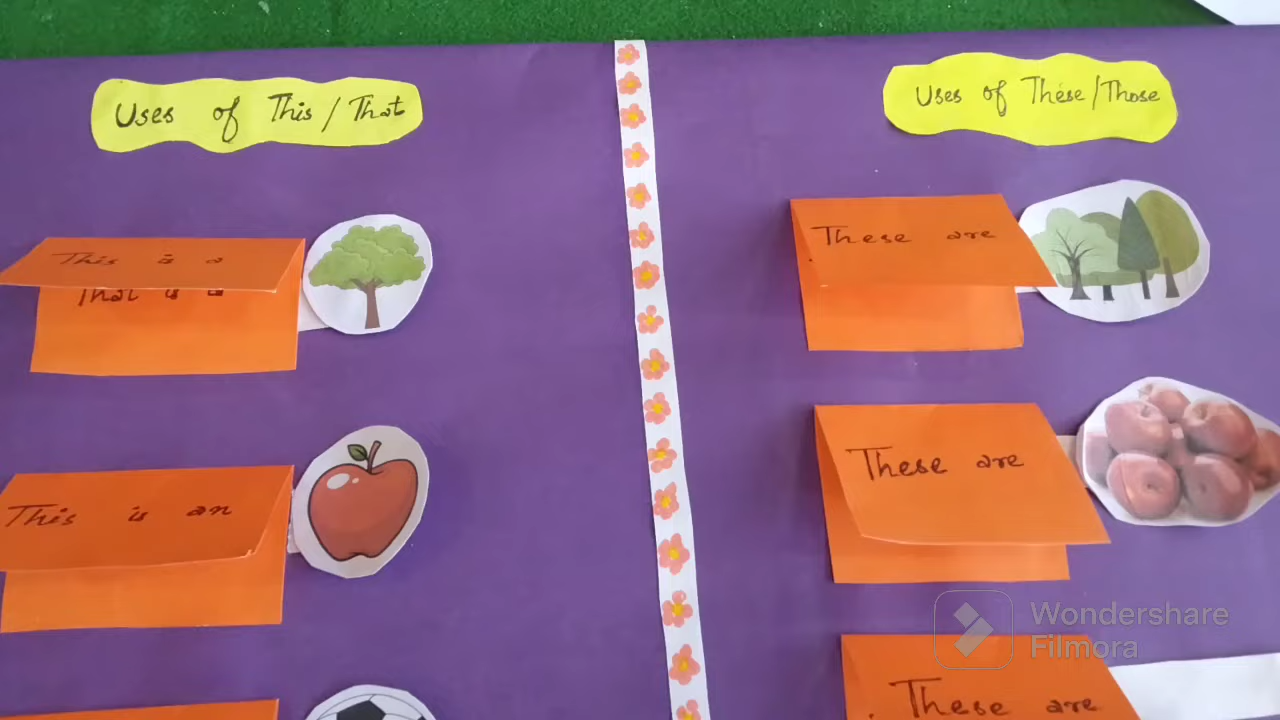 Uses of This/That
This is a
That is a
This is an
Uses of These/Those
These are
These are
These are
Wondershare
Filmora